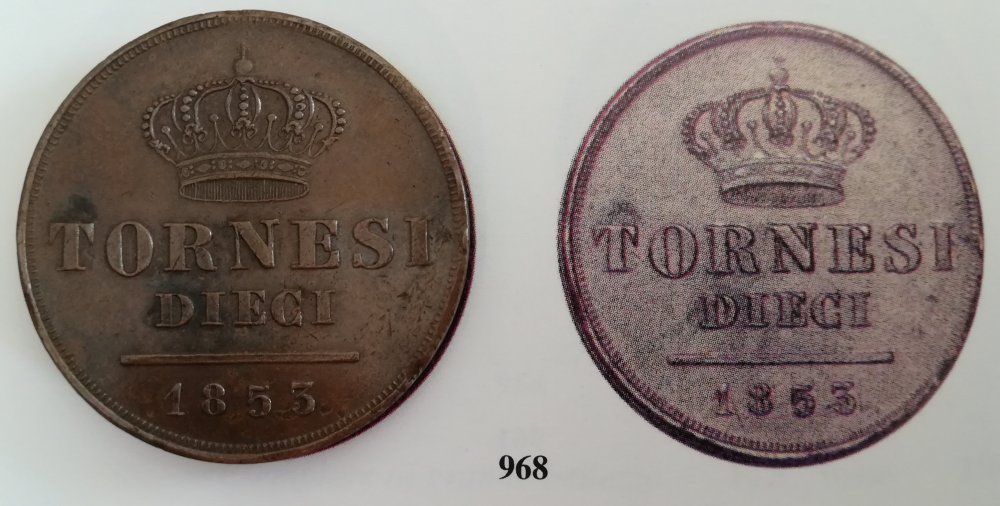 TORNESI
DIECI
1853.
TORNESI
DIECI
1853.
968